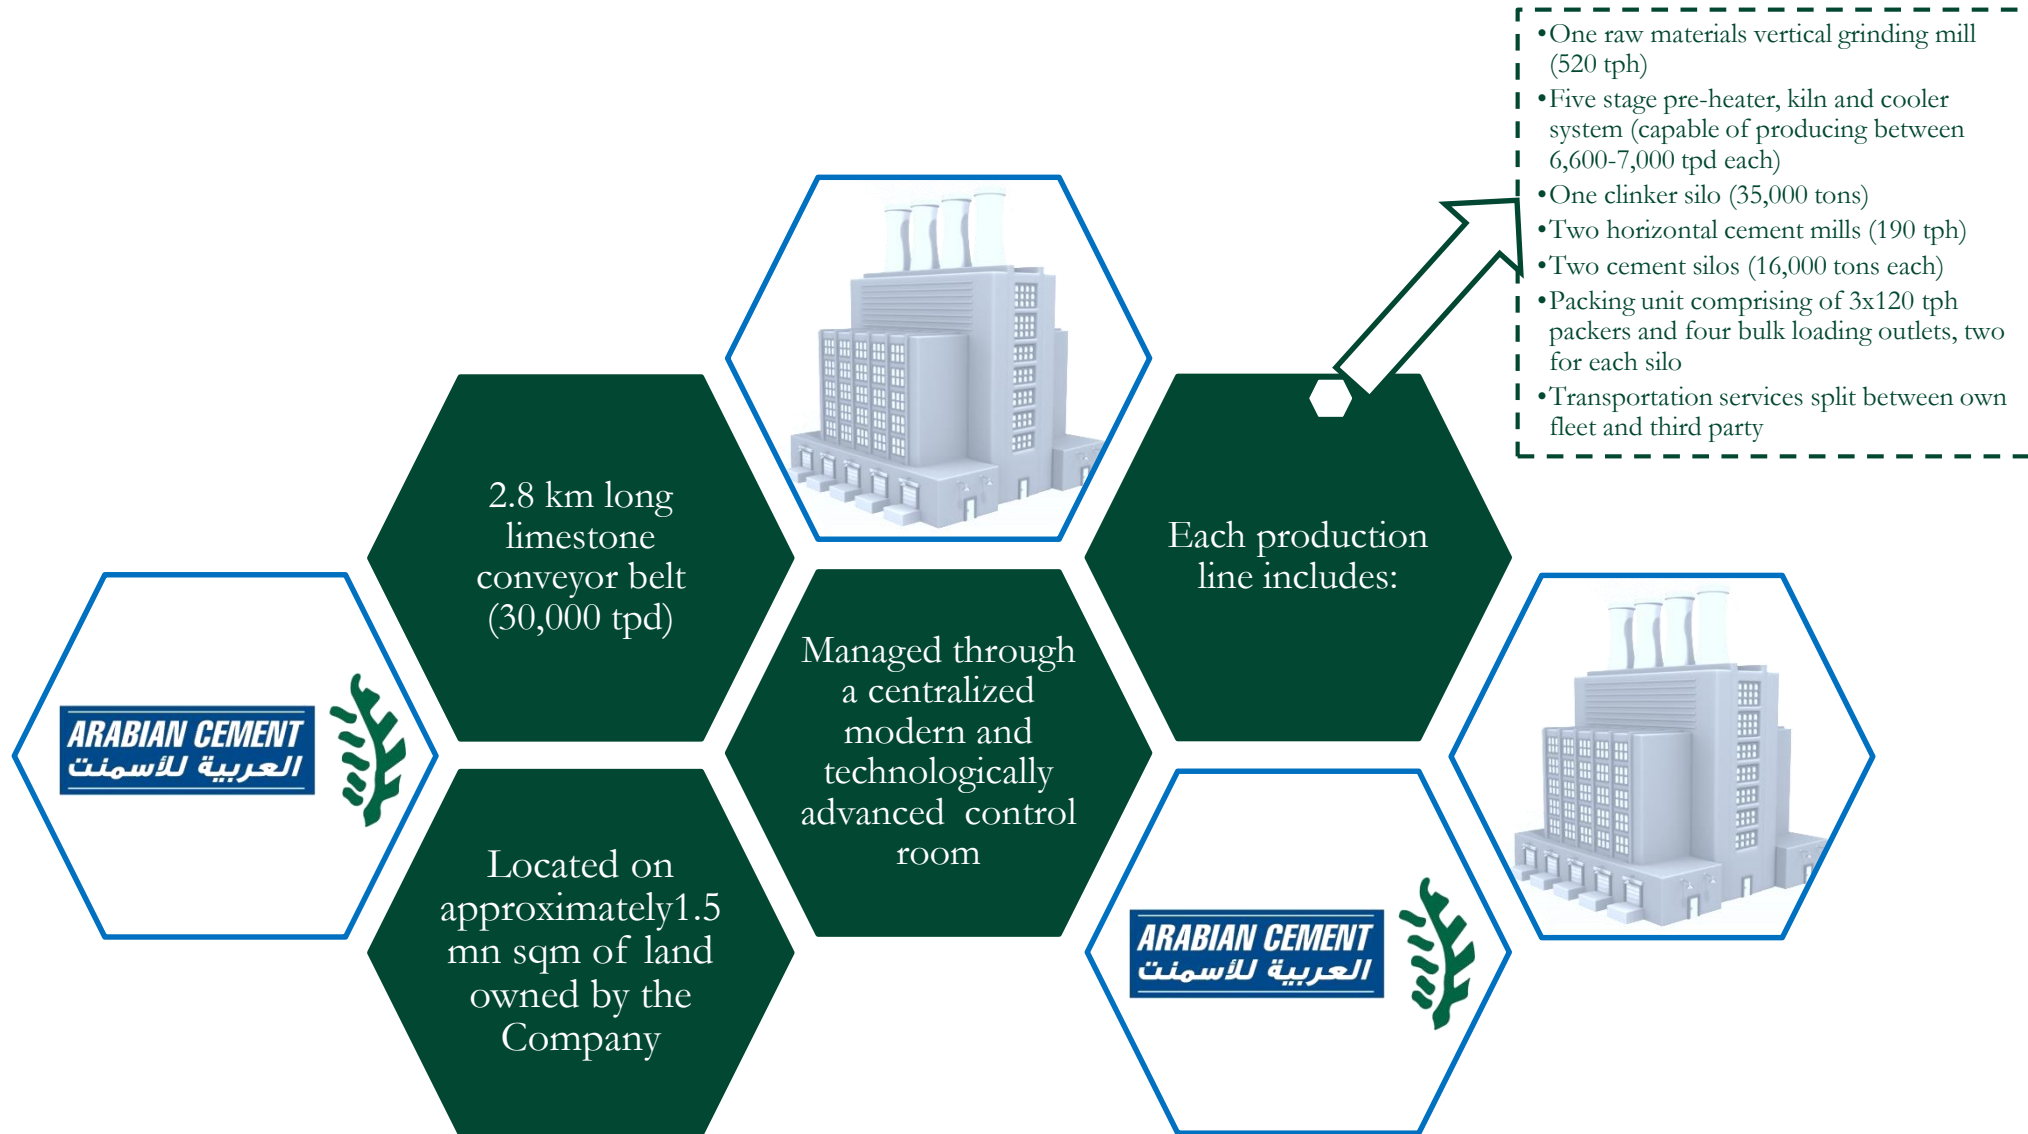 •One raw materials vertical grinding mill
(520 tph)
•Five stage pre-heater, kiln and cooler
system (capable of producing between
6,600-7,000 tpd each)
•One clinker silo (35,000 tons)
•Two horizontal cement mills (190 tph)
•Two cement silos (16,000 tons each)
•Packing unit comprising of 3x120 tph
packers and four bulk loading outlets, two
for each silo
•Transportation services split between own
fleet and third party
2.8 km long
limestone
conveyor belt
(30,000 tpd)
Each production
line includes:
Managed through
a centralized
modern and
technologically
advanced control
room
ARABIAN CEMENT
العربية للأسمنت
Located on
approximately1.5
mn sqm of land
owned by the
Company
ARABIAN CEMENT
العربية للأسمنت